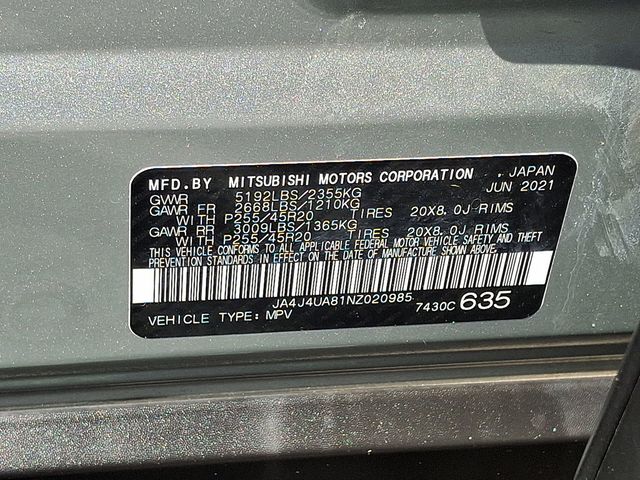 MFD.BY MITSUBISHI MOTORS CORPORATION . JAPAN
GVWR 5192LBS/2355KG JUN 2021
GAWR FR 2668LBS/1210KG
WITH P255/45R20 TIRES 20X8.0J RIMS
GAWR RR 3009LBS/1365KG
WITH P255/45R20 TIRES 20X8.0J RIMS
THIS VEHICLE CONFORMS TO ALL APPLICABLE FEDERAL MOTOR VEHICLE SAFETY AND THEFT
PREVENTION STANDARDS IN EFFECT ON THE DATE OF MANUFACTURE SHOWN ABOVE.
JA4J4UA81NZ020985 7430C 635
VEHICLE TYPE: MPV